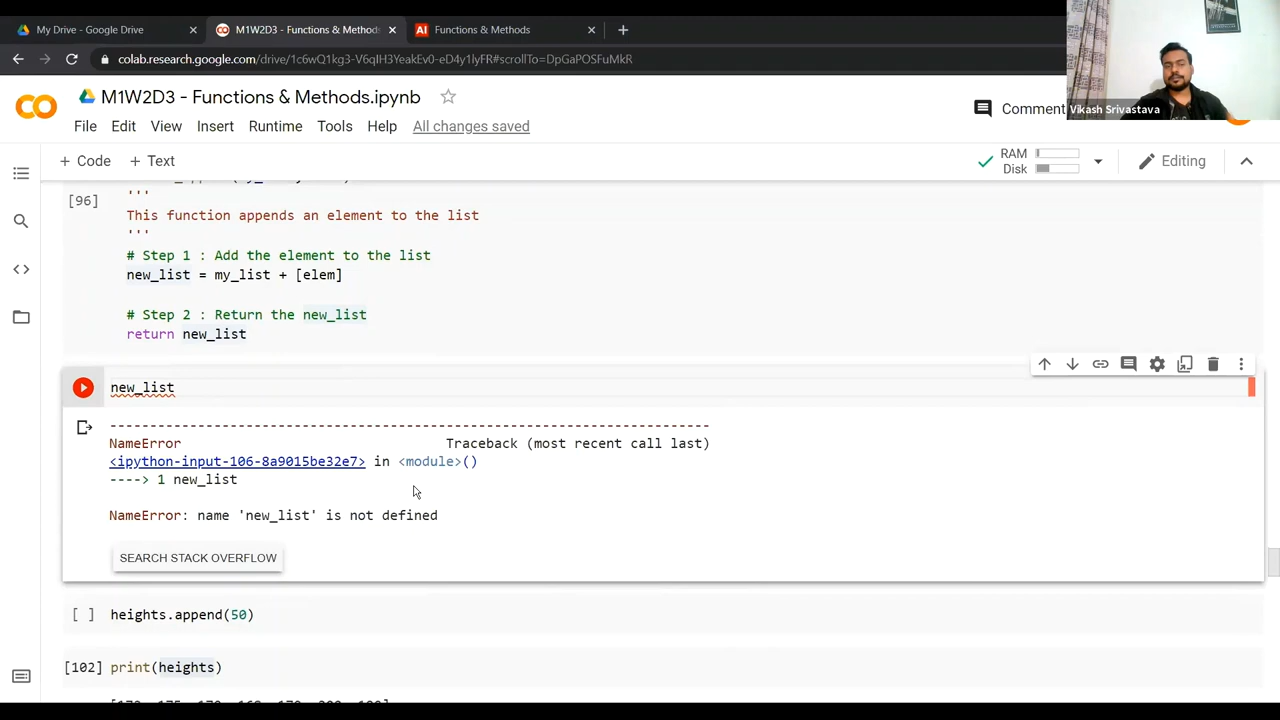 My Drive - Google Drive
M1W2D3 - Functions & Methods
Functions & Methods
colab.research.google.com/drive/1c6wQ1kg3-V6qIH3YeakEv0-eD4y1lyFR#scrollTo=DpGaPOSFuMkR
Vikash Srivastava
M1W2D3 - Functions & Methods.ipynb
Comment
File Edit View Insert Runtime Tools Help All changes saved
+ Code + Text
RAM
Disk
Editing
[96]
'''
This function appends an element to the list
'''
# Step 1 : Add the element to the list
new_list = my_list + [elem]
# Step 2 : Return the new_list
return new_list
new_list
---------------------------------------------------------------------------
NameError Traceback (most recent call last)
<ipython-input-106-8a9015be32e7> in <module>()
----> 1 new_list
NameError: name 'new_list' is not defined
SEARCH STACK OVERFLOW
[ ] heights.append(50)
[102] print(heights)